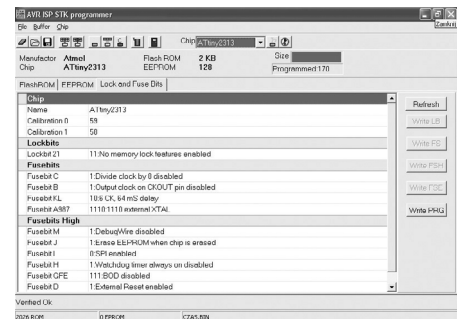 AVR ISP STK programmer
File Buffer Chip
Zamknij
Chip ATtiny2313
Manufactor Atmel Flash ROM 2 KB Size
Chip ATtiny2313 EEPROM 128 Programmed:170
FlashROM EEPROM Lock and Fuse Bits
Chip
Refresh
Name ATtiny2313
Write LB
Calibration 0 59
Calibration 1 50
Write FS
Lockbits
Lockbit 21 11:No memory lock features enabled
Write FSH
Fusebits
Fusebit C 1:Divide clock by 8 disabled
Write FSE
Fusebit B 1:Output clock on CKOUT pin disabled
Fusebit KL 10:6 CK, 64 mS delay
Write PRG
Fusebit A987 1110:1110 external XTAL
Fusebits High
Fusebit M 1:DebugWire disabled
Fusebit J 1:Erase EEPROM when chip is erased
Fusebit I 0:SPI enabled
Fusebit H 1:Watchdog timer always on disabled
Fusebit GFE 111:BOD disabled
Fusebit D 1:External Reset enabled
Verified Ok
2026 ROM 0 EPROM CZAS.BIN